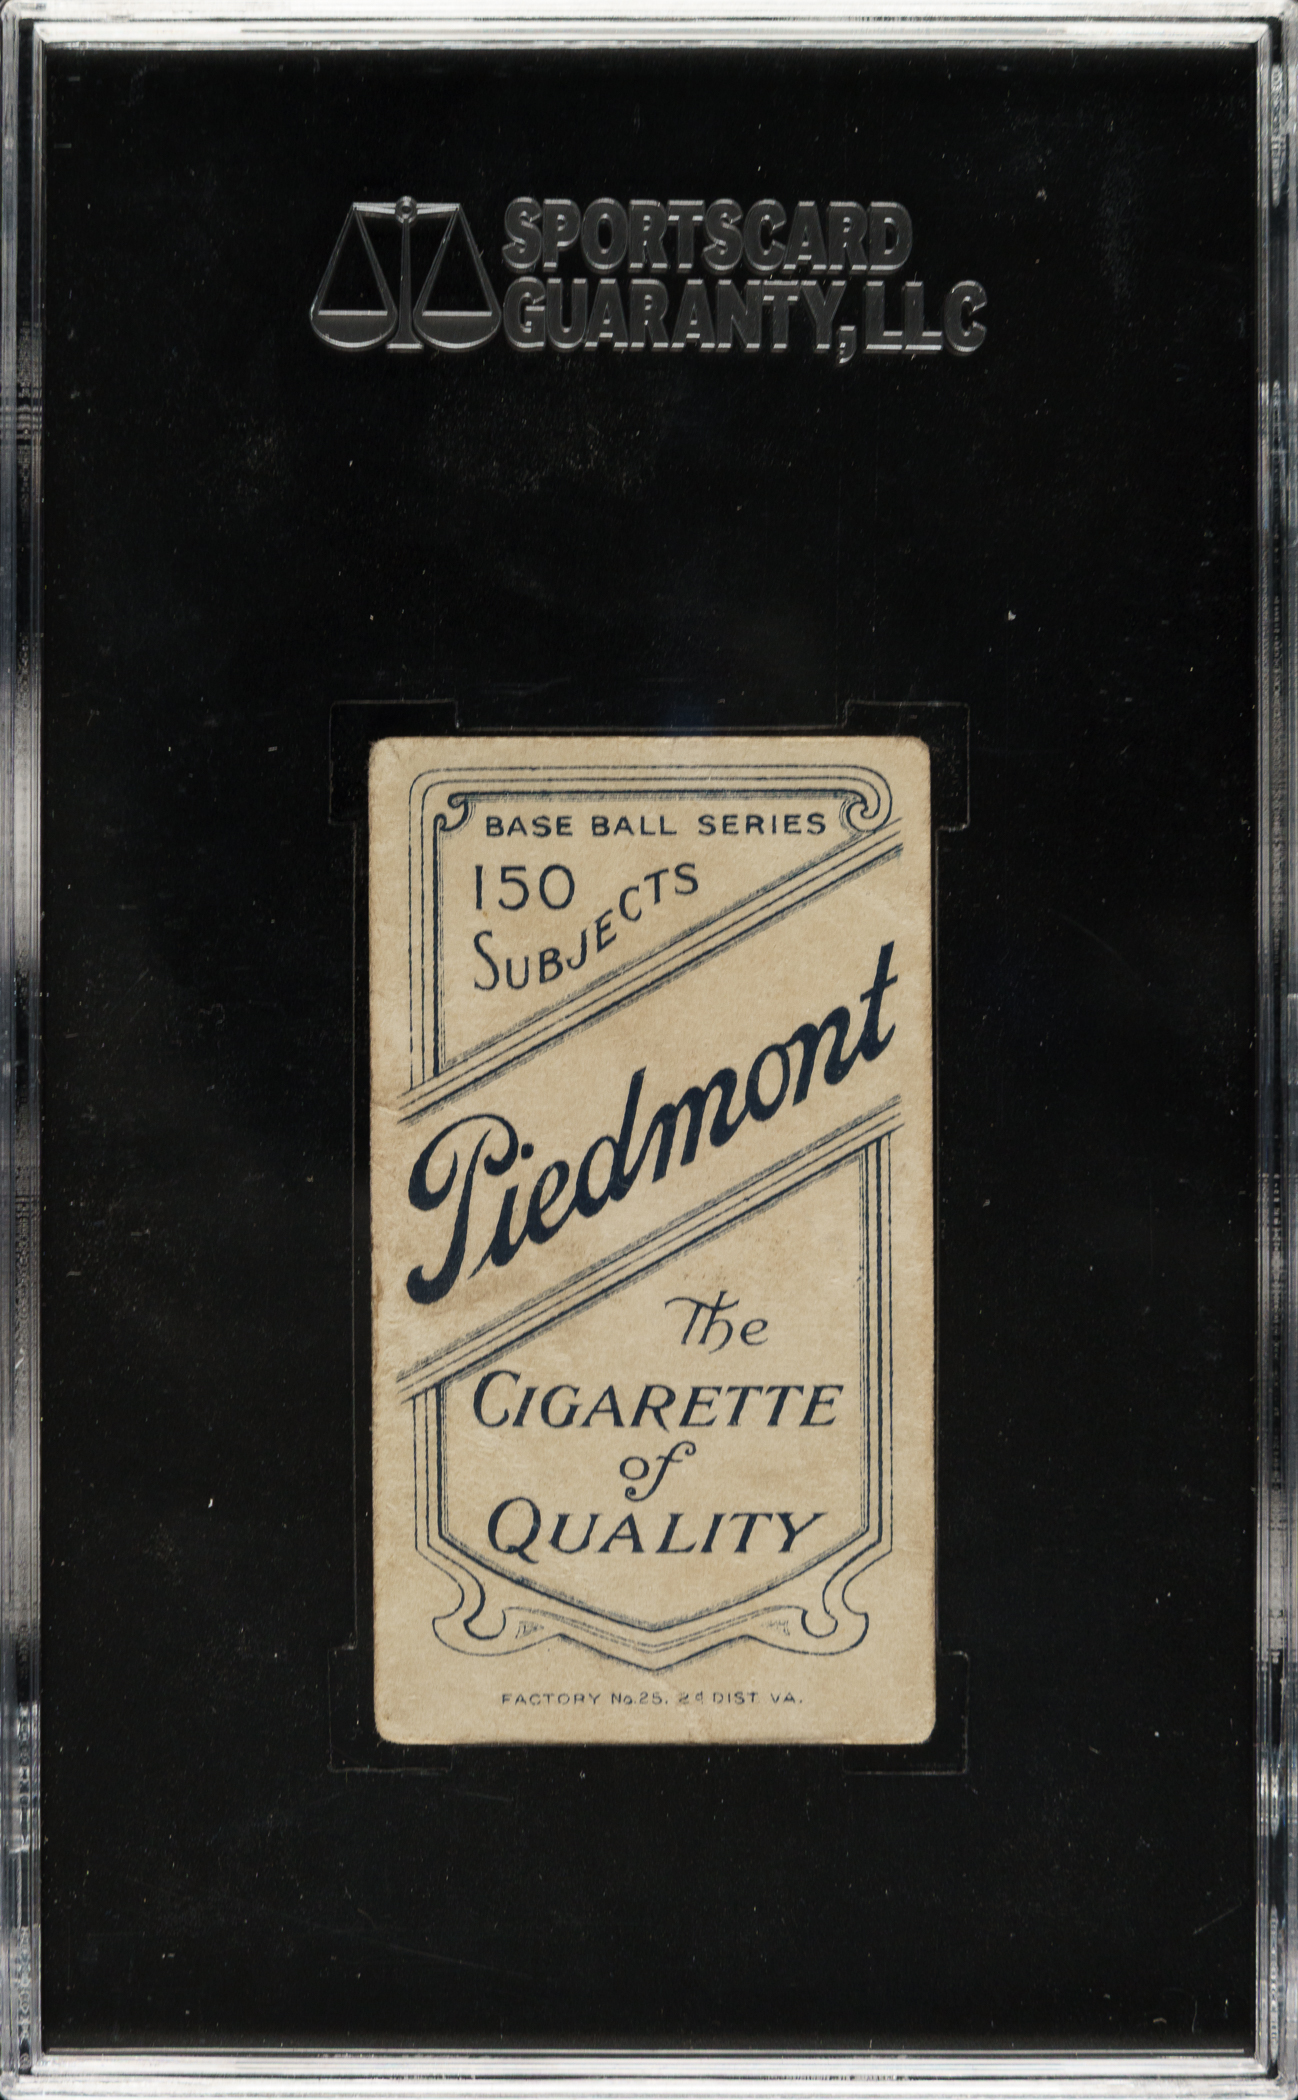 SPORTSCARD
GUARANTY, LLC
BASE BALL SERIES
150
SUBJECTS
Piedmont
The
CIGARETTE
of
QUALITY
FACTORY No. 25. 2d DIST. VA.